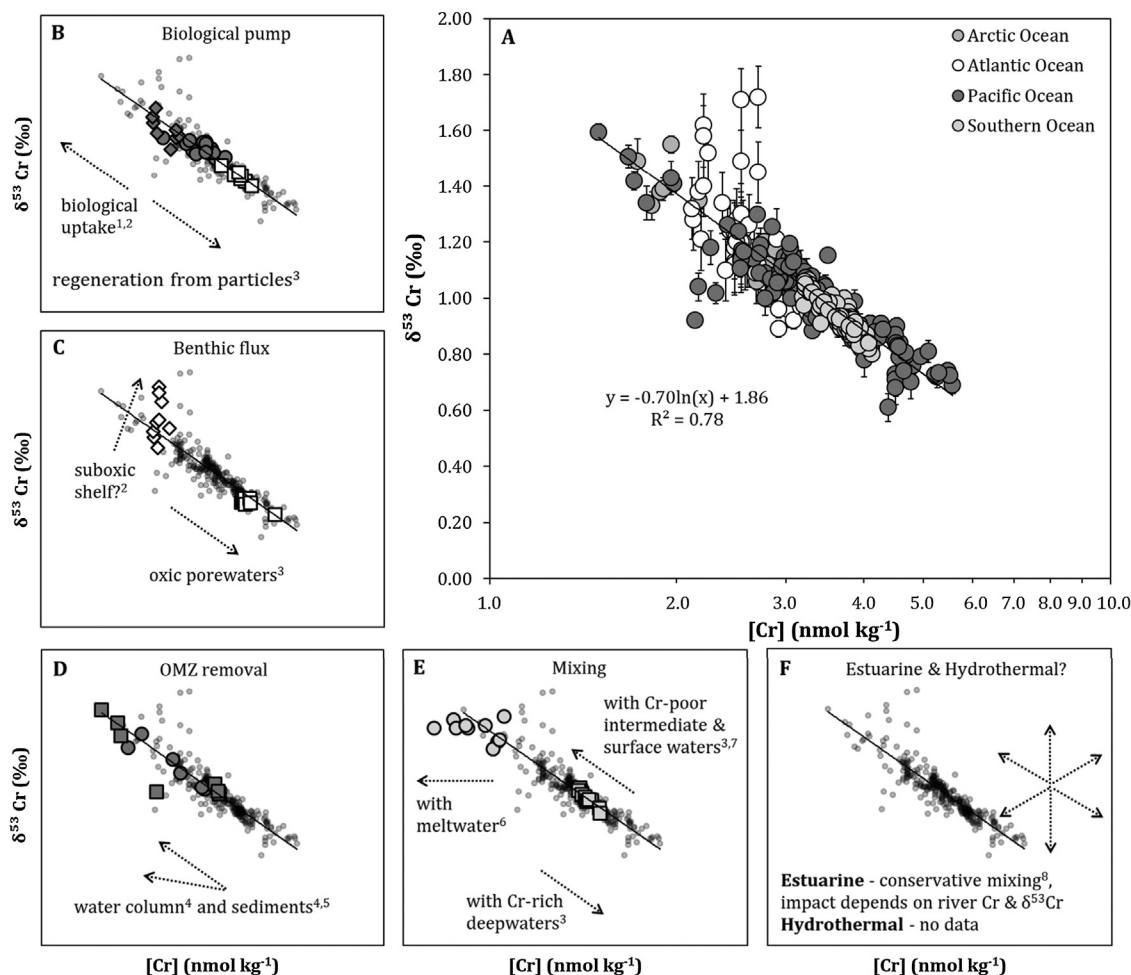 B Biological pump
δ⁵³ Cr (‰)
biological
uptake¹,²
regeneration from particles³
C Benthic flux
δ⁵³ Cr (‰)
suboxic
shelf?²
oxic porewaters³
A
Arctic Ocean
Atlantic Ocean
Pacific Ocean
Southern Ocean
2.00
1.80
1.60
1.40
1.20
1.00
0.80
0.60
0.40
0.20
0.00
δ⁵³ Cr (‰)
y = -0.70ln(x) + 1.86
R² = 0.78
1.0 2.0 3.0 4.0 5.0 6.0 7.0 8.0 9.0 10.0
[Cr] (nmol kg⁻¹)
D OMZ removal
δ⁵³ Cr (‰)
water column⁴ and sediments⁴,⁵
[Cr] (nmol kg⁻¹)
E Mixing
with Cr-poor
intermediate &
surface waters³,⁷
with
meltwater⁶
with Cr-rich
deepwaters³
[Cr] (nmol kg⁻¹)
F Estuarine & Hydrothermal?
Estuarine - conservative mixing⁸,
impact depends on river Cr & δ⁵³Cr
Hydrothermal - no data
[Cr] (nmol kg⁻¹)